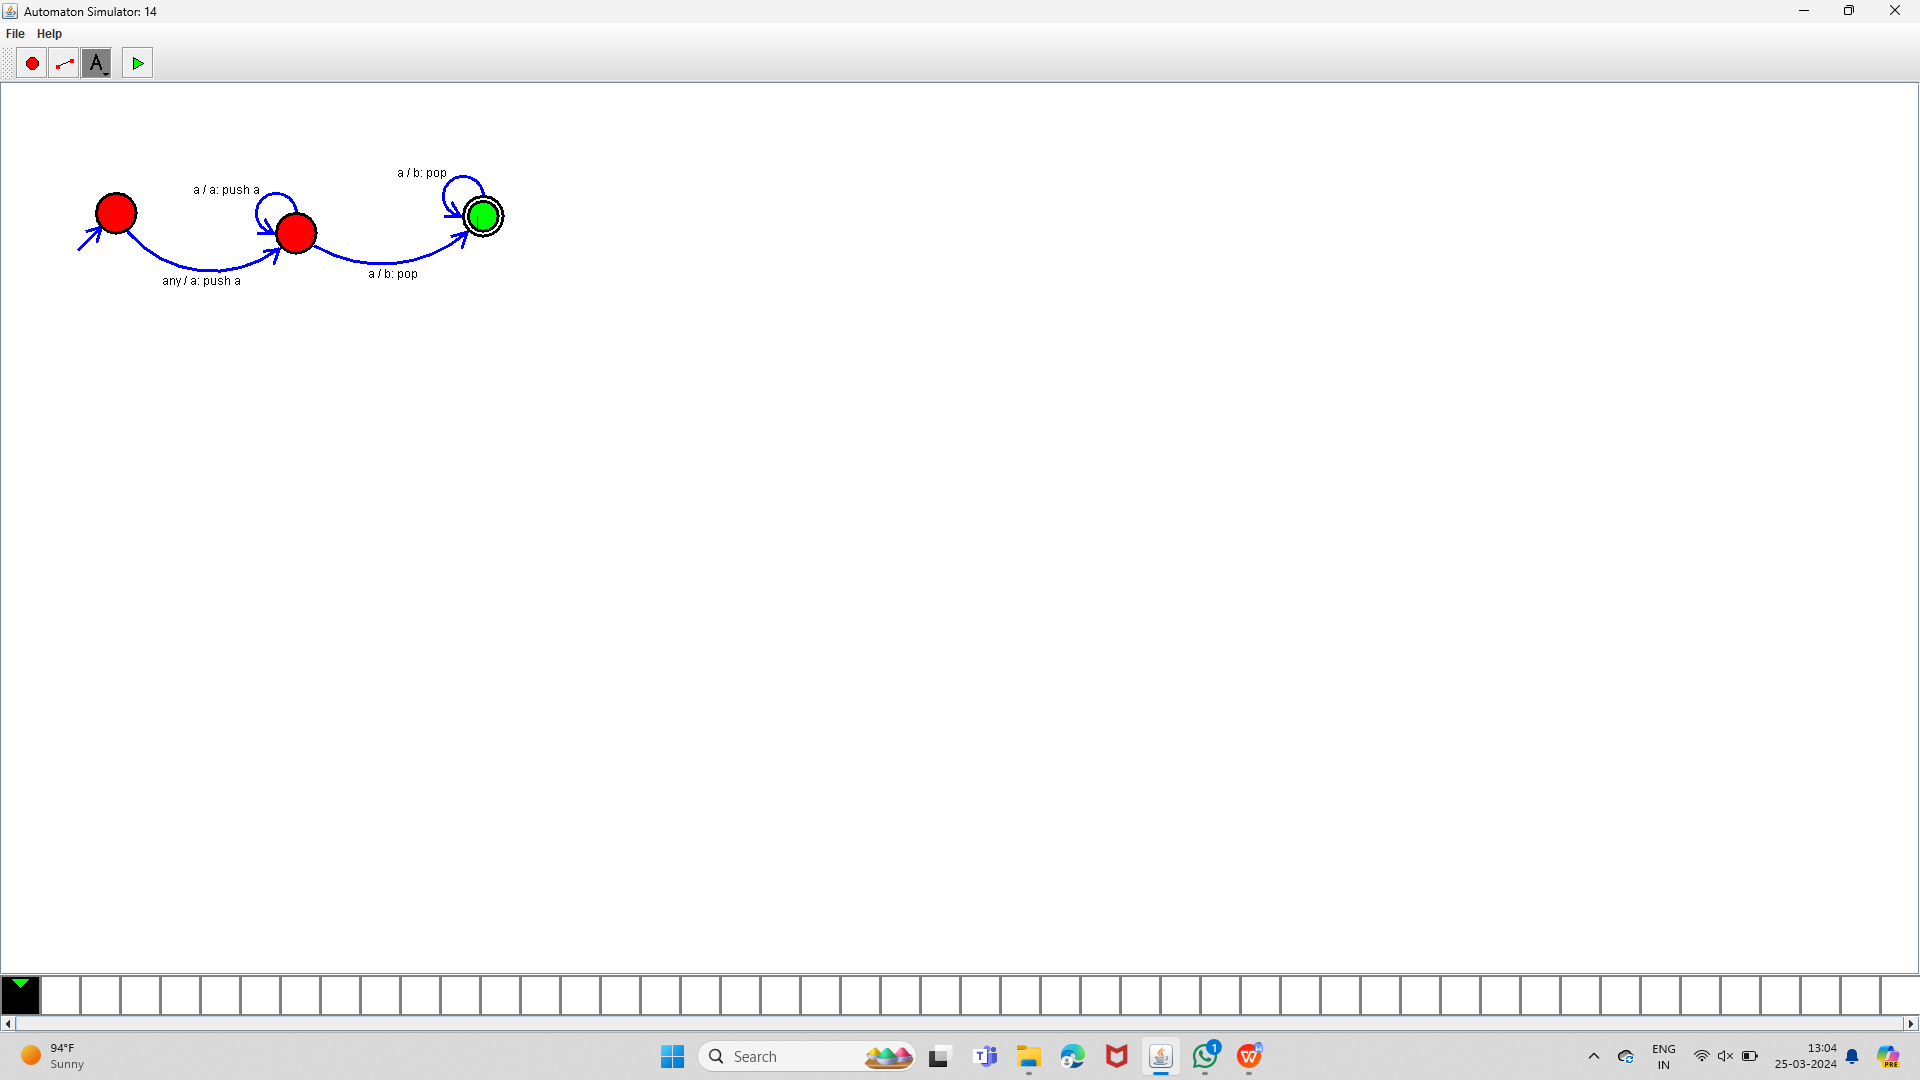 Automaton Simulator: 14
File Help
A
a / b: pop
a / a: push a
a / b: pop
any / a: push a
94°F
Sunny
Search
1
ENG
IN
13:04
25-03-2024
PRE